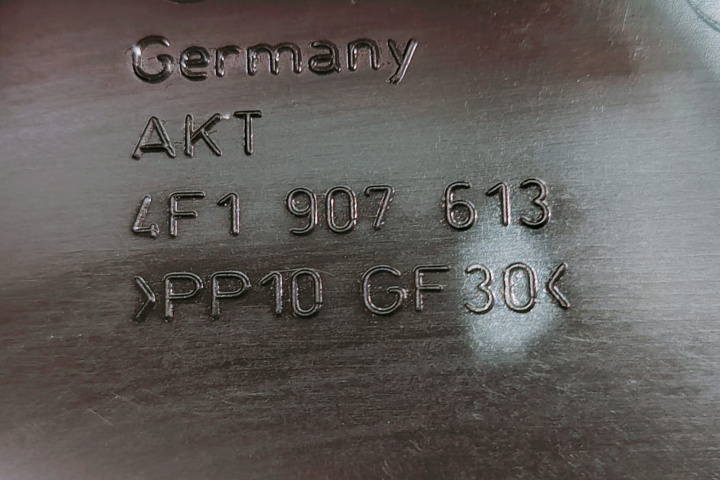 Germany
AKT
4F1 907 613
>PP10 GF30<